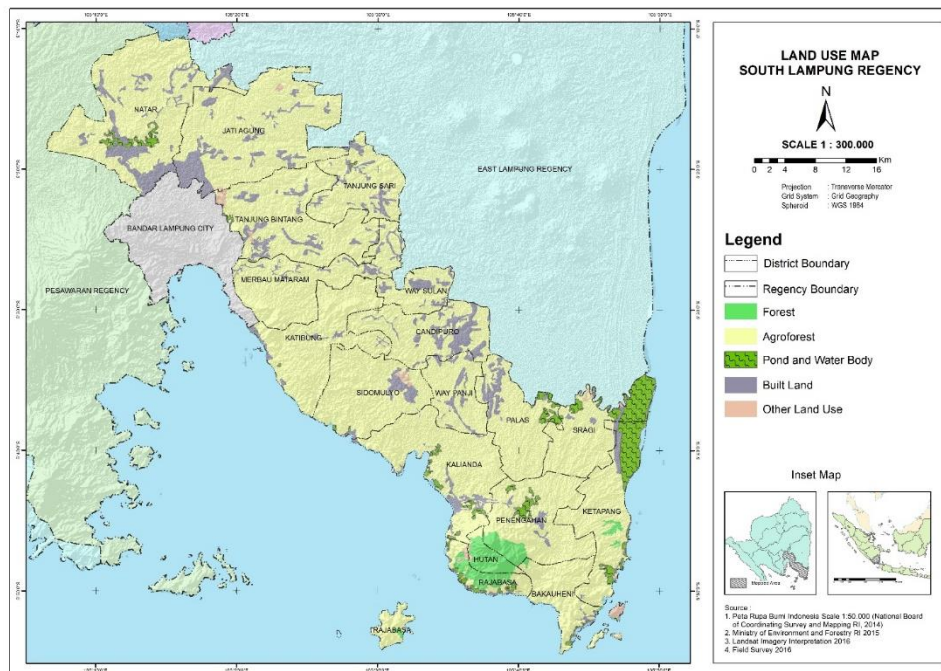 NATAR
JATI AGUNG
EAST LAMPUNG REGENCY
TANJUNG SARI
TANJUNG BINTANG
BANDAR LAMPUNG CITY
MERBAU MATARAM
PESAWARAN REGENCY
WAY SULAN
KATIBUNG
CANDIPURO
SIDOMULYO
WAY PANJI
PALAS
SRAGI
KALIANDA
KETAPANG
PENENGAHAN
HUTAN
RAJABASA
BAKAUHENI
RAJABASA
LAND USE MAP
SOUTH LAMPUNG REGENCY
N
SCALE 1 : 300.000
0 2 4 8 12 16 Km
Projection : Transverse Mercator
Grid System : Grid Geography
Spheroid : WGS 1984
Legend
District Boundary
Regency Boundary
Forest
Agroforest
Pond and Water Body
Built Land
Other Land Use
Inset Map
Mapped Area
Source :
1. Peta Rupa Bumi Indonesis Scale 1:50.000 (National Board
of Coordinating Survey and Mapping RI, 2014)
2. Ministry of Environment and Forestry RI 2015
3. Landsat Imagery Interpretation 2016
4. Field Survey 2016